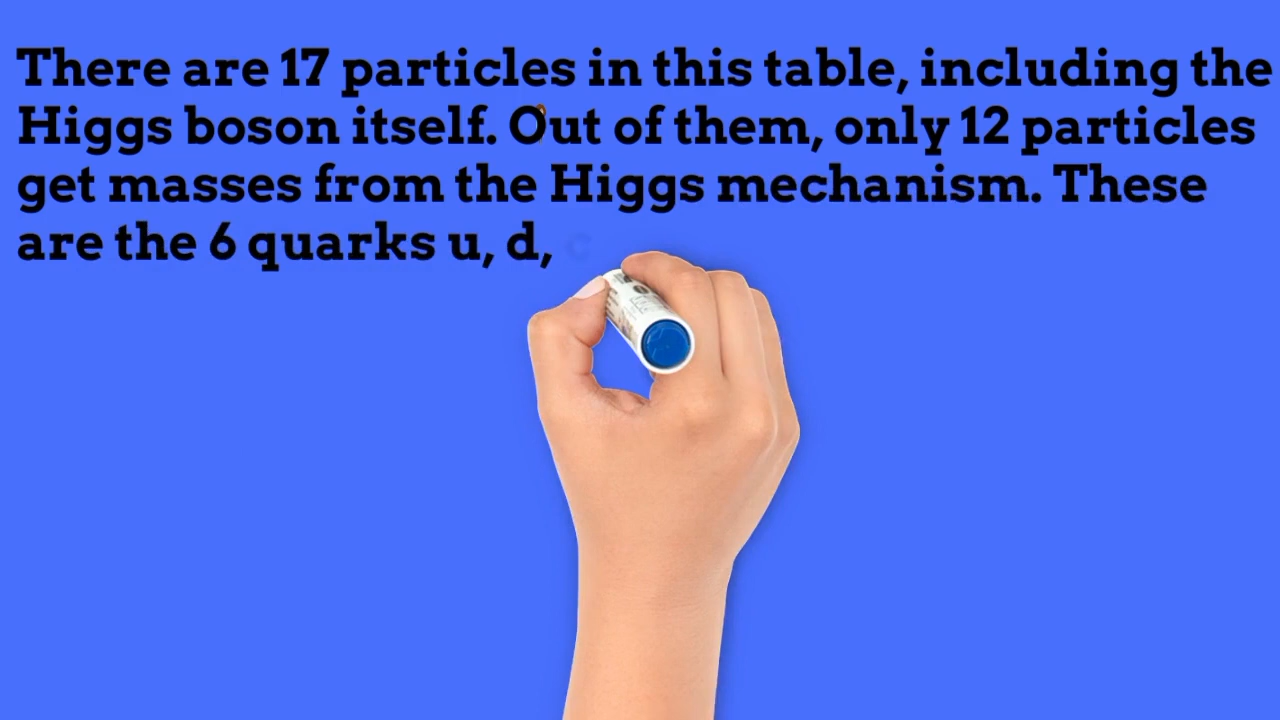 There are 17 particles in this table, including the
Higgs boson itself. Out of them, only 12 particles
get masses from the Higgs mechanism. These
are the 6 quarks u, d,